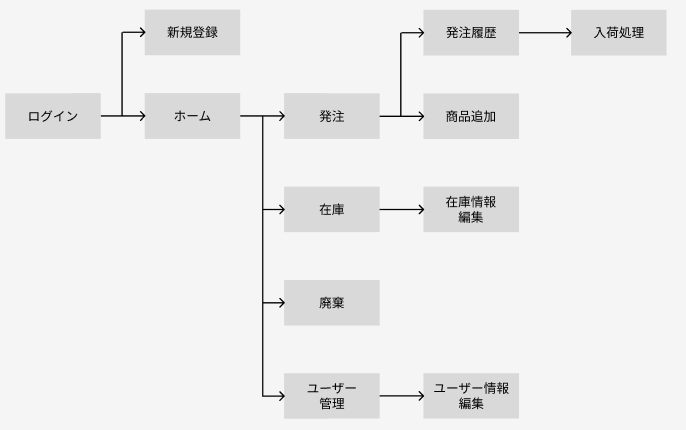 新規登録
発注履歴
入荷処理
ログイン
ホーム
発注
商品追加
在庫
在庫情報
編集
廃棄
ユーザー
管理
ユーザー情報
編集